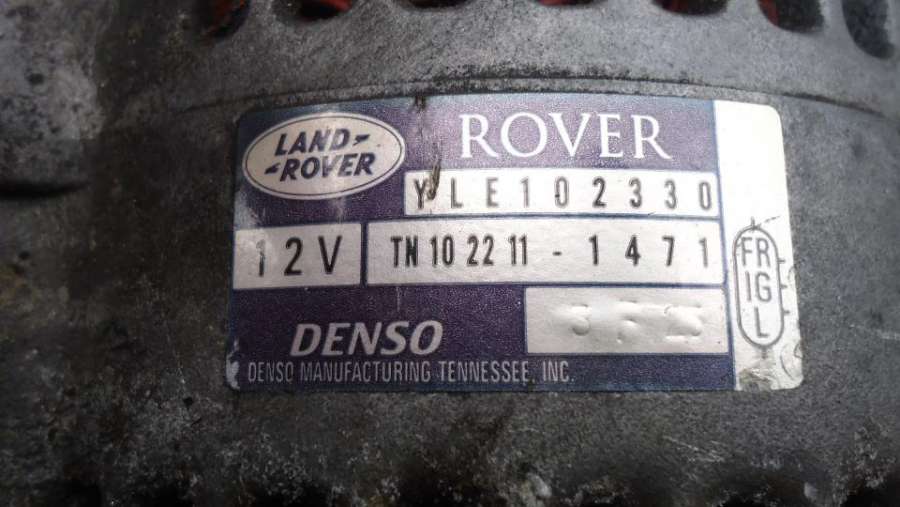 LAND-
-ROVER
ROVER
YLE102330
12V
TN 10 22 11 - 1471
FR
IG
L
DENSO
DENSO MANUFACTURING TENNESSEE, INC.